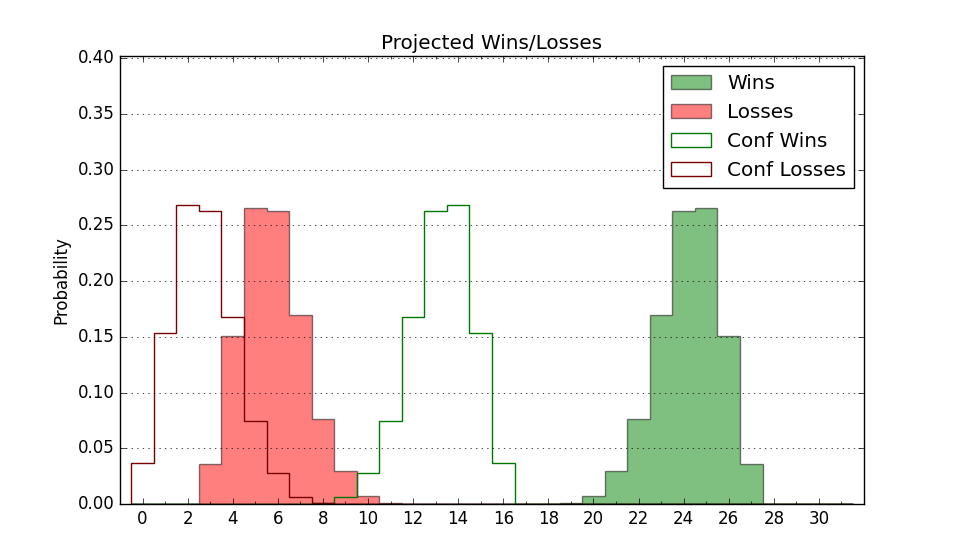 Projected Wins/Losses
0.40
0.35
0.30
0.25
0.20
0.15
0.10
0.05
0.00
Probability
Wins
Losses
Conf Wins
Conf Losses
0 2 4 6 8 10 12 14 16 18 20 22 24 26 28 30